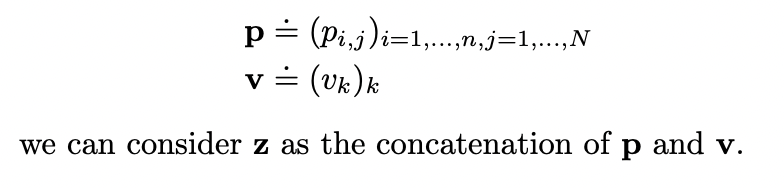 p ≐ (p_{i,j})_{i=1,...,n,j=1,...,N}
v ≐ (v_k)_k
we can consider z as the concatenation of p and v.